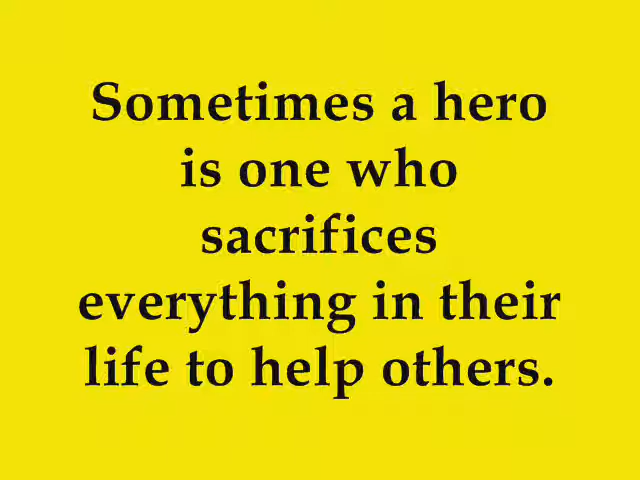 Sometimes a hero
is one who
sacrifices
everything in their
life to help others.